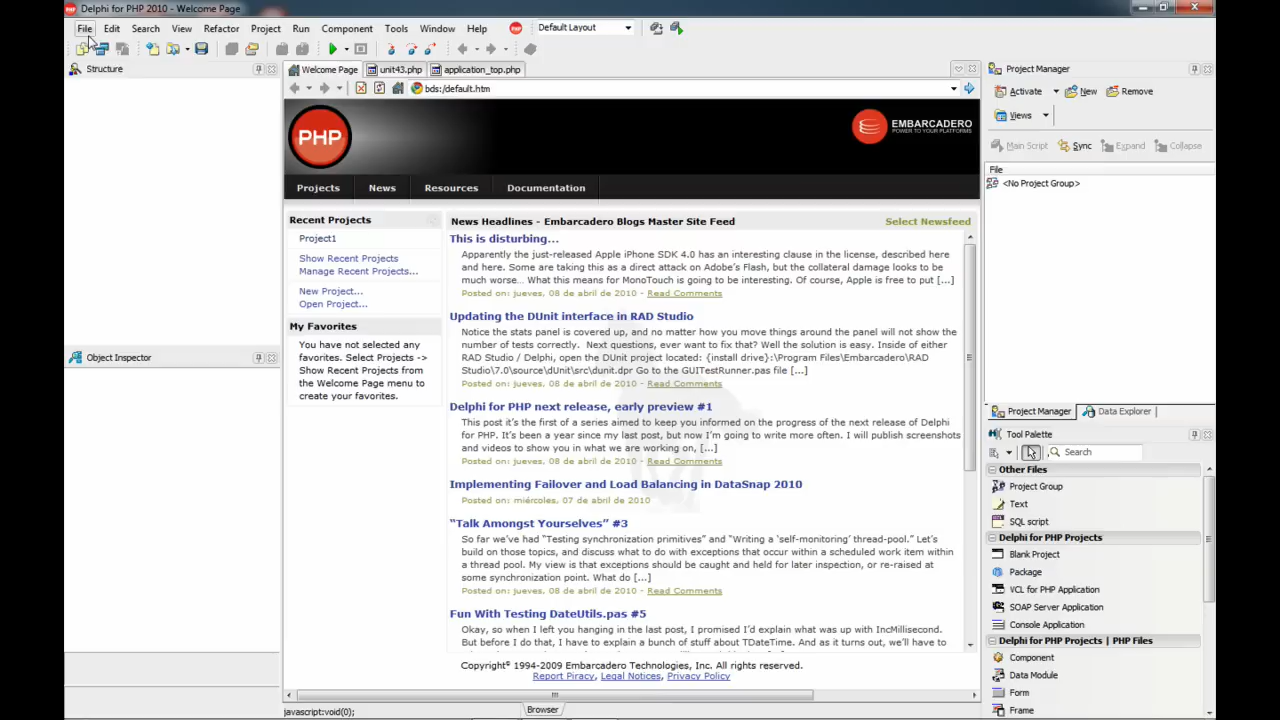 Delphi for PHP 2010 - Welcome Page
File Edit Search View Refactor Project Run Component Tools Window Help Default Layout
Structure
Welcome Page unit43.php application_top.php
bds:/default.htm
PHP
EMBARCADERO
POWER TO YOUR PLATFORMS
Projects News Resources Documentation
Recent Projects
Project1
Show Recent Projects
Manage Recent Projects...
New Project...
Open Project...
My Favorites
You have not selected any
favorites. Select Projects ->
Show Recent Projects from
the Welcome Page menu to
create your favorites.
Object Inspector
News Headlines - Embarcadero Blogs Master Site Feed Select Newsfeed
This is disturbing...
Apparently the just-released Apple iPhone SDK 4.0 has an interesting clause in the license, described here
and here. Some are taking this as a direct attack on Adobe's Flash, but the collateral damage looks to be
much worse... What this means for MonoTouch is going to be interesting. Of course, Apple is free to put [...]
Posted on: jueves, 08 de abril de 2010 - Read Comments
Updating the DUnit interface in RAD Studio
Notice the stats panel is covered up, and no matter how you move things around the panel will not show the
number of tests correctly. Next questions, ever want to fix that? Well the solution is easy. Inside of either
RAD Studio / Delphi, open the DUnit project located: {install drive}:\Program Files\Embarcadero\RAD
Studio\7.0\source\dUnit\src\dunit.dpr Go to the GUITestRunner.pas file [...]
Posted on: jueves, 08 de abril de 2010 - Read Comments
Delphi for PHP next release, early preview #1
This post it's the first of a series aimed to keep you informed on the progress of the next release of Delphi
for PHP. It's been a year since my last post, but now I'm going to write more often. I will publish screenshots
and videos to show you in what we are working on, [...]
Posted on: jueves, 08 de abril de 2010 - Read Comments
Implementing Failover and Load Balancing in DataSnap 2010
Posted on: miércoles, 07 de abril de 2010
“Talk Amongst Yourselves” #3
So far we've had “Testing synchronization primitives” and “Writing a ‘self-monitoring’ thread-pool.” Let's
build on those topics, and discuss what to do with exceptions that occur within a scheduled work item within
a thread pool. My view is that exceptions should be caught and held for later inspection, or re-raised at
some synchronization point. What do [...]
Posted on: jueves, 08 de abril de 2010 - Read Comments
Fun With Testing DateUtils.pas #5
Okay, so when I left you hanging in the last post, I promised I'd explain what was up with IncMillisecond.
But before I do that, I have to explain a bunch of stuff about TDateTime. And as it turns out, we'll have to
Copyright© 1994-2009 Embarcadero Technologies, Inc. All rights reserved.
Report Piracy, Legal Notices, Privacy Policy
Browser
javascript:void(0);
Project Manager
Activate New Remove
Views
Main Script Sync Expand Collapse
File
<No Project Group>
Project Manager Data Explorer
Tool Palette
Search
Other Files
Project Group
Text
SQL script
Delphi for PHP Projects
Blank Project
Package
VCL for PHP Application
SOAP Server Application
Console Application
Delphi for PHP Projects | PHP Files
Component
Data Module
Form
Frame